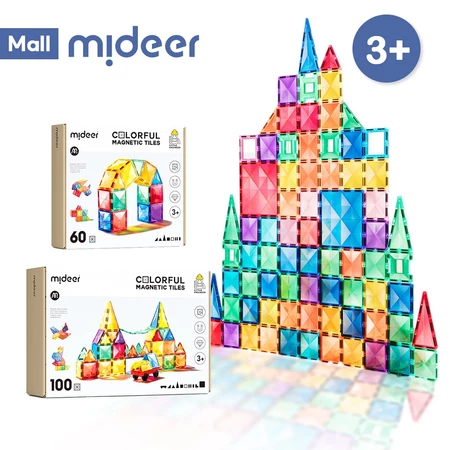 Mall mideer
3+
mideer
COLORFUL
MAGNETIC TILES
3+
60
mideer
COLORFUL
MAGNETIC TILES
3+
100